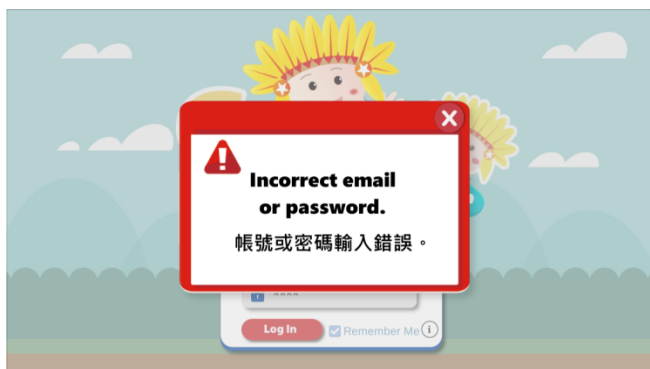 Incorrect email
or password.
帳號或密碼輸入錯誤。
****
Log In
Remember Me
i